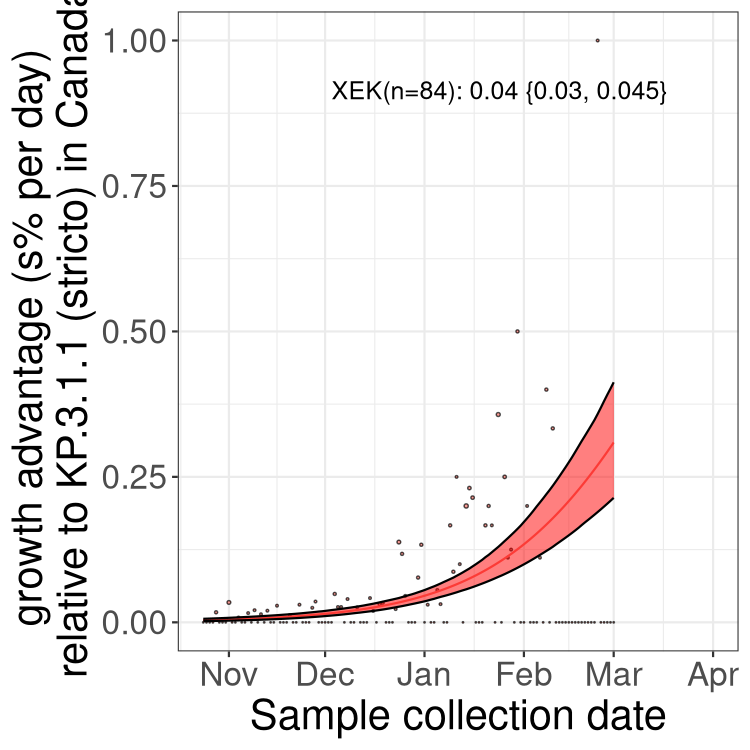 growth advantage (s% per day)
relative to KP.3.1.1 (stricto) in Canada
1.00
XEK(n=84): 0.04 {0.03, 0.045}
0.75
0.50
0.25
0.00
Nov Dec Jan Feb Mar Apr
Sample collection date